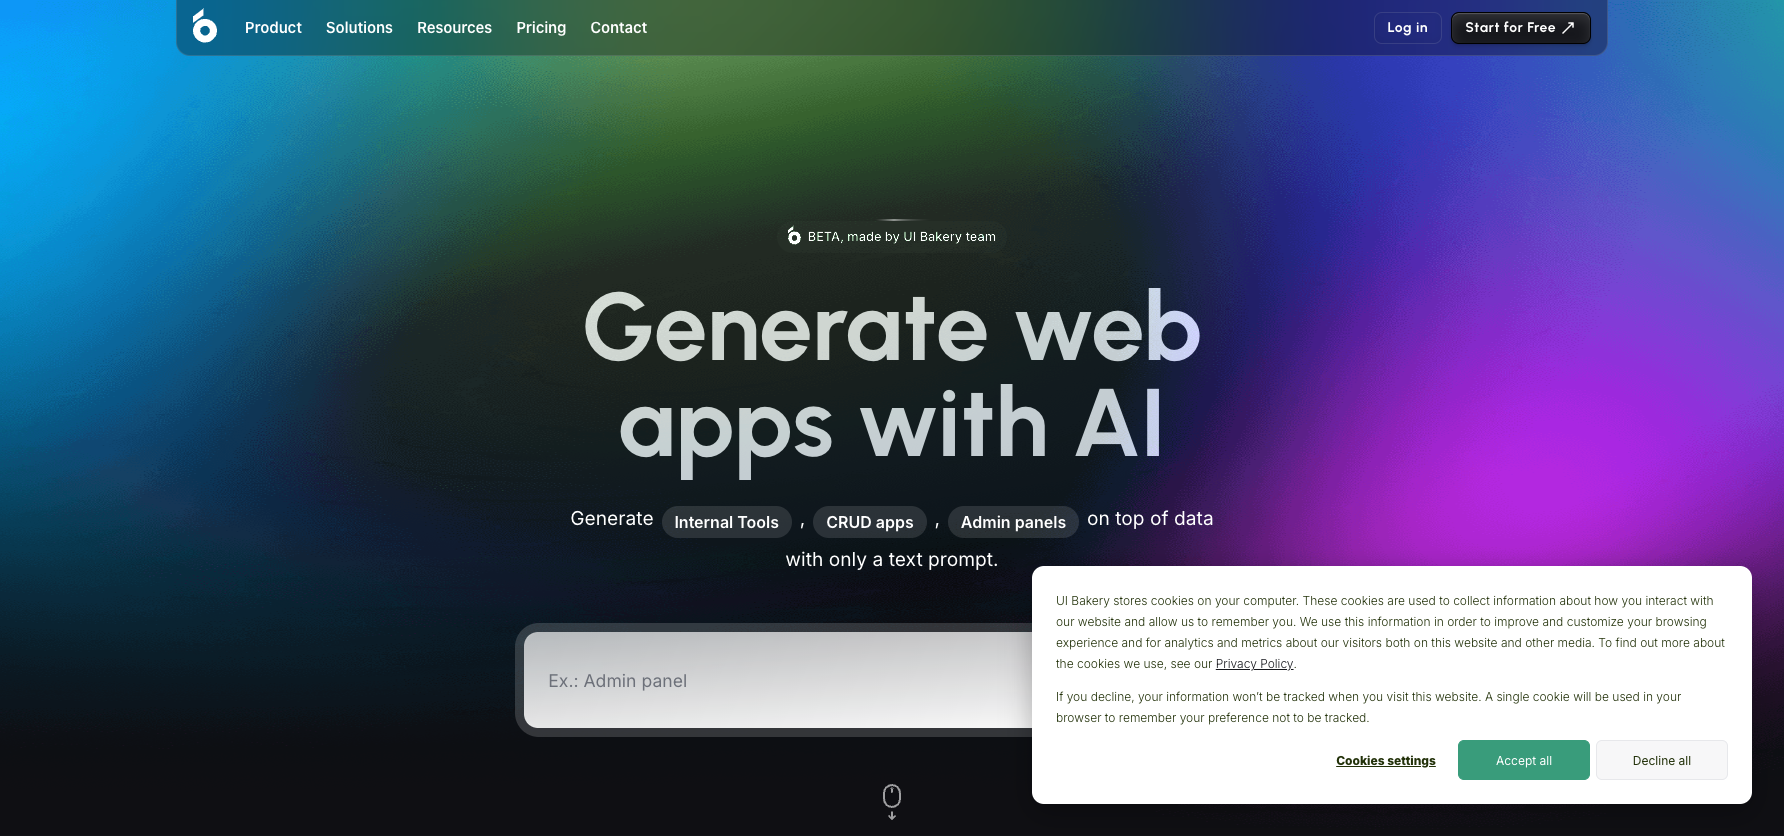 Product Solutions Resources Pricing Contact Log in Start for Free
BETA, made by UI Bakery team
Generate web
apps with AI
Generate Internal Tools , CRUD apps , Admin panels on top of data
with only a text prompt.
Ex.: Admin panel
UI Bakery stores cookies on your computer. These cookies are used to collect information about how you interact with
our website and allow us to remember you. We use this information in order to improve and customize your browsing
experience and for analytics and metrics about our visitors both on this website and other media. To find out more about
the cookies we use, see our Privacy Policy.
If you decline, your information won't be tracked when you visit this website. A single cookie will be used in your
browser to remember your preference not to be tracked.
Cookies settings Accept all Decline all